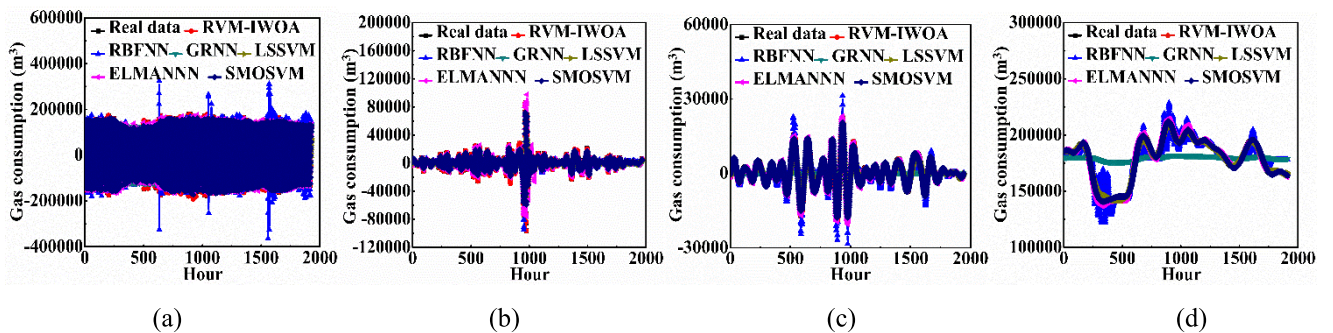 Gas consumption (m³)
600000
400000
200000
0
-200000
-400000
Real data RVM-IWOA
RBFNN GRNN LSSVM
ELMANNN SMOSVM
0 500 1000 1500 2000
Hour
(a)
Gas consumption (m³)
200000
160000
120000
80000
40000
0
-40000
-80000
-120000
Real data RVM-IWOA
RBFNN GRNN LSSVM
ELMANNN SMOSVM
0 500 1000 1500 2000
Hour
(b)
Gas consumption (m³)
60000
30000
0
-30000
Real data RVM-IWOA
RBFNN GRNN LSSVM
ELMANNN SMOSVM
0 500 1000 1500 2000
Hour
(c)
Gas consumption (m³)
300000
250000
200000
150000
100000
Real data RVM-IWOA
RBFNN GRNN LSSVM
ELMANNN SMOSVM
0 500 1000 1500 2000
Hour
(d)